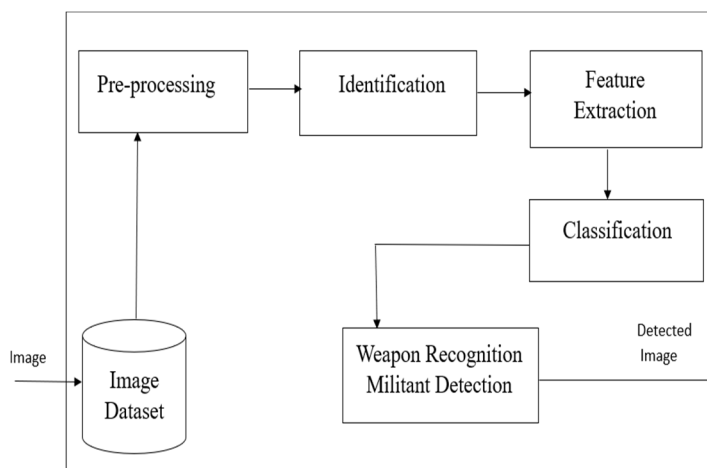 Pre-processing
Identification
Feature
Extraction
Classification
Weapon Recognition
Militant Detection
Detected
Image
Image
Image
Dataset